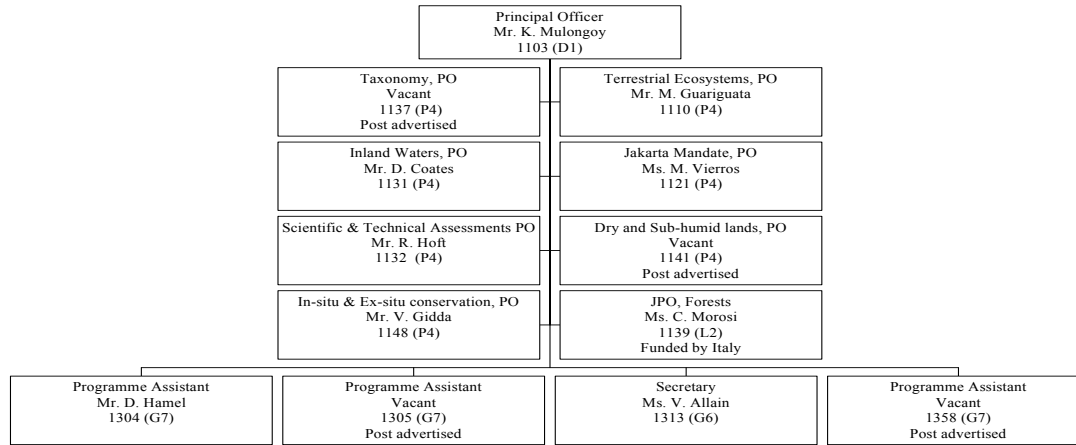 Principal Officer
Mr. K. Mulongoy
1103 (D1)
Taxonomy, PO
Vacant
1137 (P4)
Post advertised
Terrestrial Ecosystems, PO
Mr. M. Guariguata
1110 (P4)
Inland Waters, PO
Mr. D. Coates
1131 (P4)
Jakarta Mandate, PO
Ms. M. Vierros
1121 (P4)
Scientific & Technical Assessments PO
Mr. R. Hoft
1132 (P4)
Dry and Sub-humid lands, PO
Vacant
1141 (P4)
Post advertised
In-situ & Ex-situ conservation, PO
Mr. V. Gidda
1148 (P4)
JPO, Forests
Ms. C. Morosi
1139 (L2)
Funded by Italy
Programme Assistant
Mr. D. Hamel
1304 (G7)
Programme Assistant
Vacant
1305 (G7)
Post advertised
Secretary
Ms. V. Allain
1313 (G6)
Programme Assistant
Vacant
1358 (G7)
Post advertised